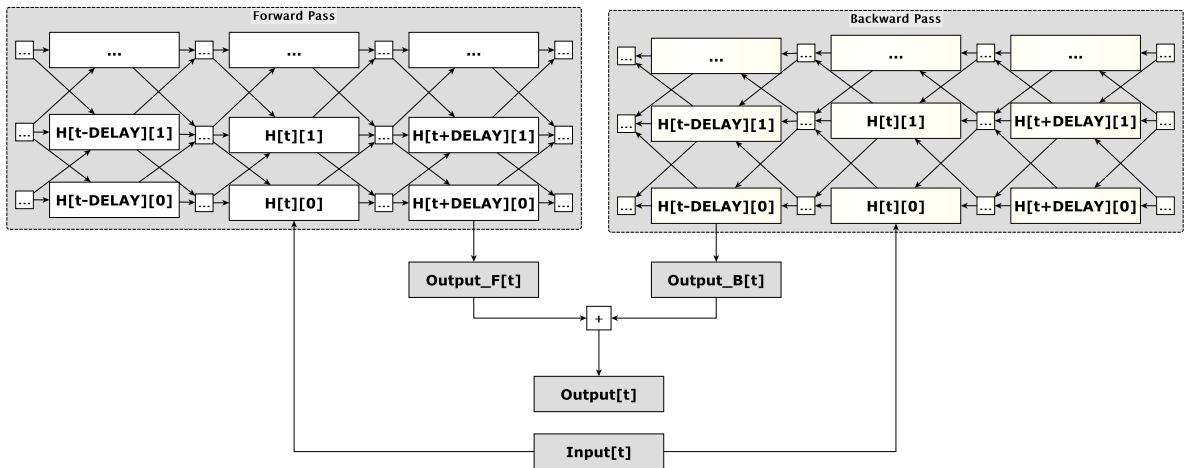 Forward Pass
... ... ... ... ... ... ...
... H[t-DELAY][1] ... H[t][1] ... H[t+DELAY][1] ...
... H[t-DELAY][0] ... H[t][0] ... H[t+DELAY][0] ...
Backward Pass
... ... ... ... ... ... ...
... H[t-DELAY][1] ... H[t][1] ... H[t+DELAY][1] ...
... H[t-DELAY][0] ... H[t][0] ... H[t+DELAY][0] ...
Output_F[t]
Output_B[t]
+
Output[t]
Input[t]